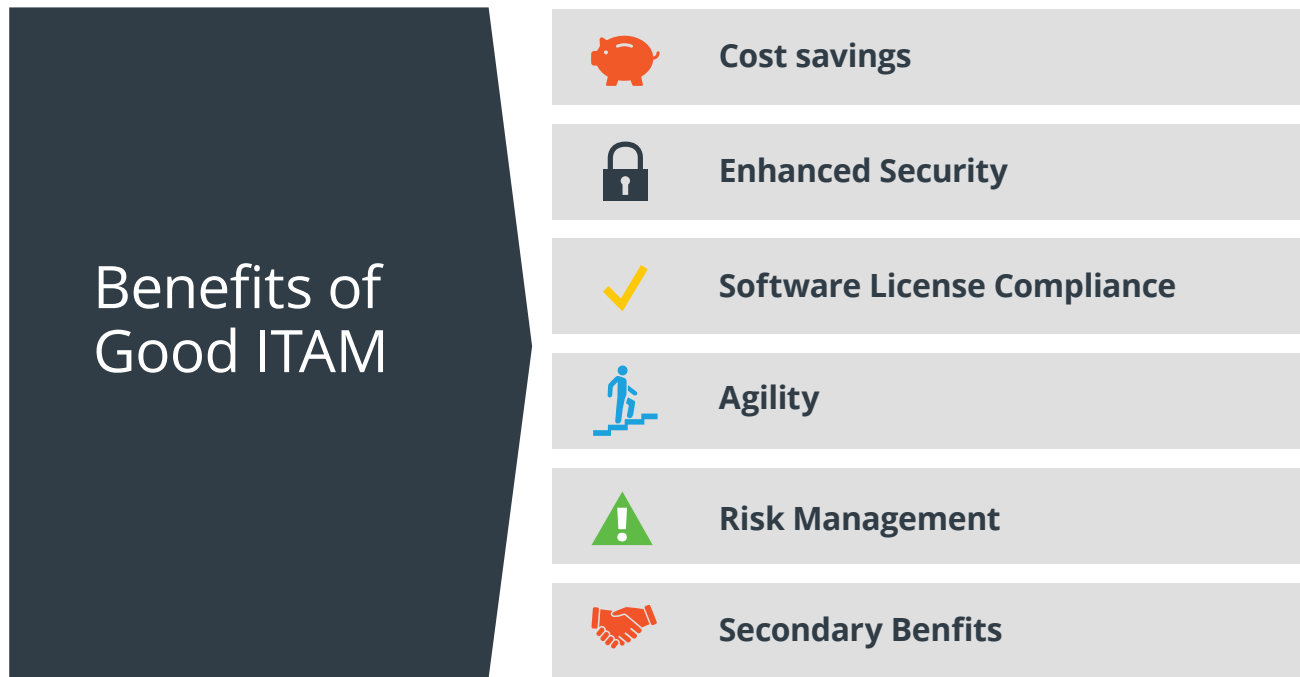 Benefits of
Good ITAM
Cost savings
Enhanced Security
Software License Compliance
Agility
Risk Management
Secondary Benfits